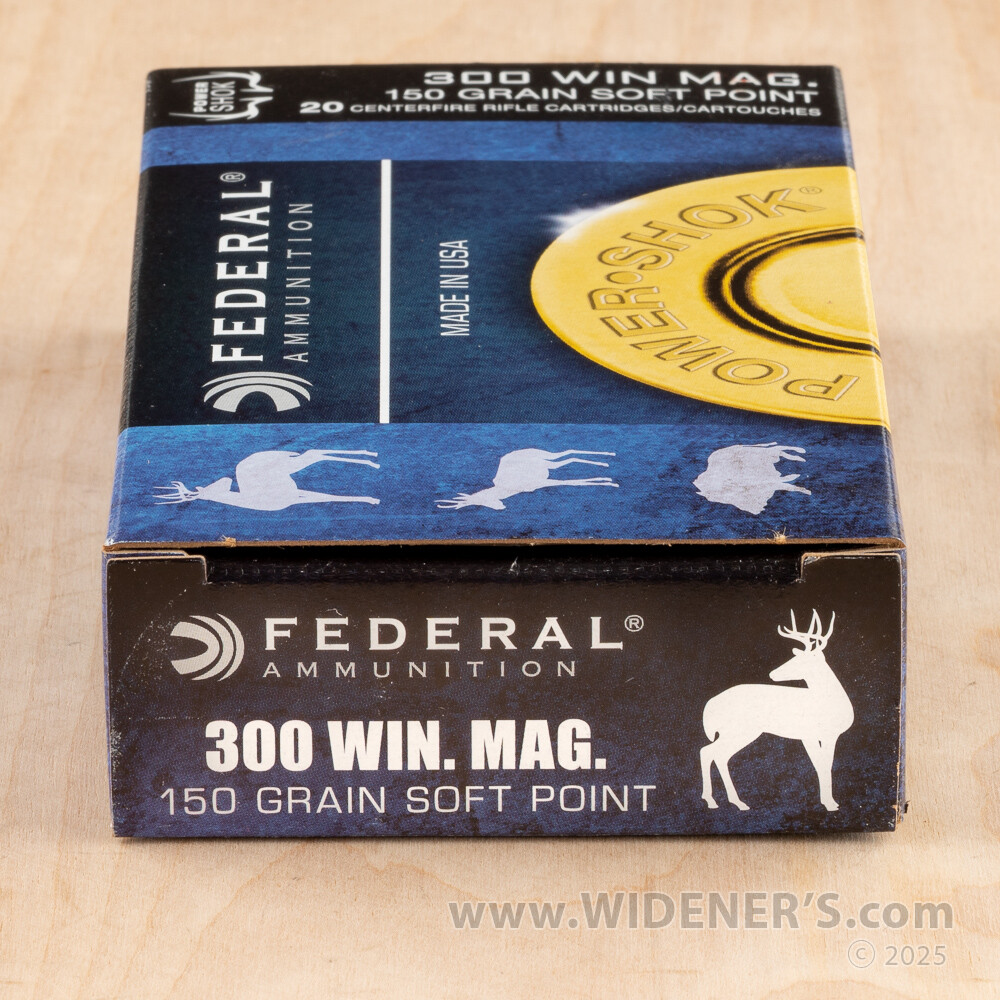 POWER
SHOK
300 WIN MAG.
150 GRAIN SOFT POINT
20 CENTERFIRE RIFLE CARTRIDGES/CARTOUCHES
FEDERAL®
AMMUNITION
MADE IN USA
POWER•SHOK®
FEDERAL®
AMMUNITION
300 WIN. MAG.
150 GRAIN SOFT POINT
www.WIDENER'S.com
© 2025